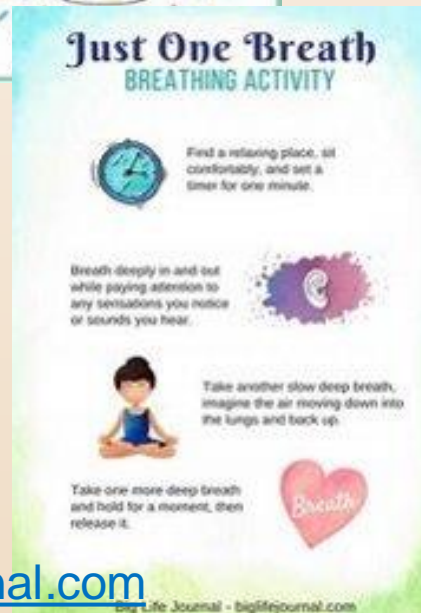 Just One Breath
BREATHING ACTIVITY
Find a relaxing place, sit
comfortably, and set a
timer for one minute.
Breath deeply in and out
while paying attention to
any sensations you notice
or sounds you hear.
Take another slow deep breath,
imagine the air moving down into
the lungs and back up.
Take one more deep breath
and hold for a moment, then
release it.
Breath
nal.com
Big Life Journal - biglifejournal.com